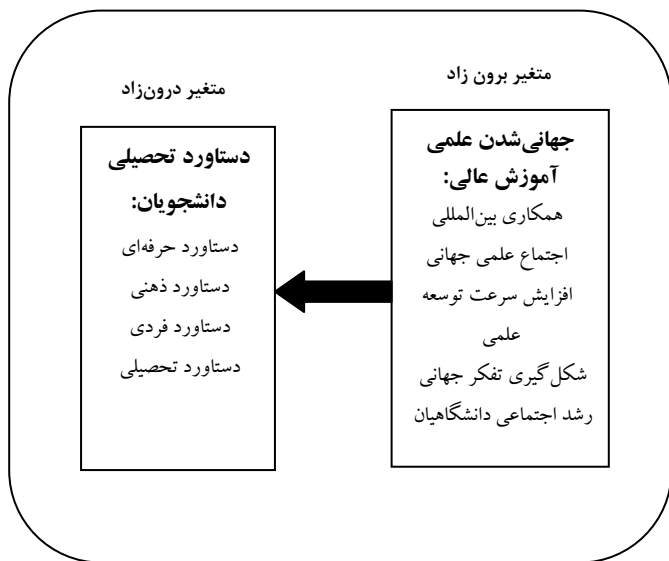 متغیر برون زاد
جهانی‌شدن علمی
آموزش عالی:
همکاری بین‌المللی
اجتماع علمی جهانی
افزایش سرعت توسعه
علمی
شکل‌گیری تفکر جهانی
رشد اجتماعی دانشگاهیان
متغیر درون‌زاد
دستاورد تحصیلی
دانشجویان:
دستاورد حرفه‌ای
دستاورد ذهنی
دستاورد فردی
دستاورد تحصیلی